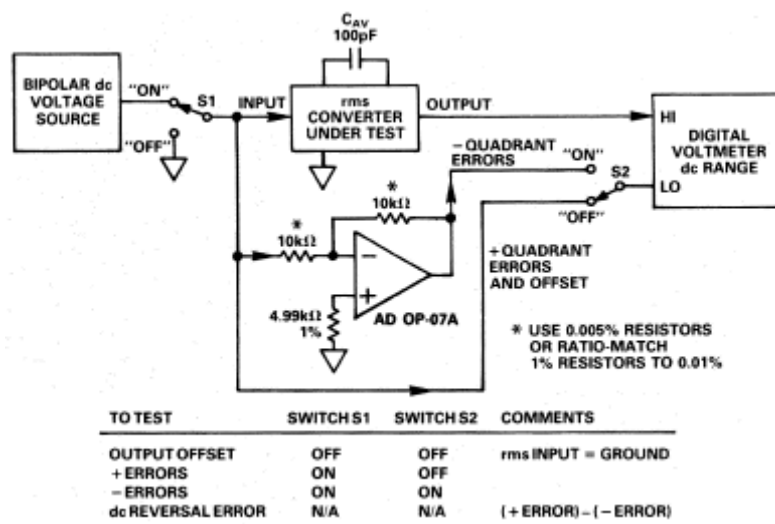 C_AV
100pF
BIPOLAR dc
VOLTAGE
SOURCE
"ON"
S1
"OFF"
INPUT
rms
CONVERTER
UNDER TEST
OUTPUT
HI
DIGITAL
VOLTMETER
dc RANGE
LO
−QUADRANT
ERRORS
"ON"
S2
"OFF"
*
10kΩ
*
10kΩ
−
+
4.99kΩ
1%
AD OP-07A
+QUADRANT
ERRORS
AND OFFSET
* USE 0.005% RESISTORS
OR RATIO-MATCH
1% RESISTORS TO 0.01%
TO TEST SWITCH S1 SWITCH S2 COMMENTS
OUTPUT OFFSET OFF OFF rms INPUT = GROUND
+ ERRORS ON OFF
− ERRORS ON ON
dc REVERSAL ERROR N/A N/A (+ ERROR) − (− ERROR)